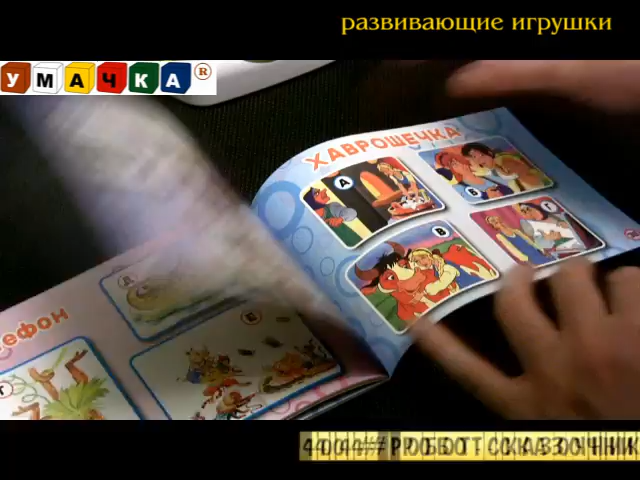 развивающие игрушки
УМАЧКА ®
ХАВРОШЕЧКА
А
Б
В
Г
ефон
Д
Е
Г
РОБОТ СКАЗОЧНИК